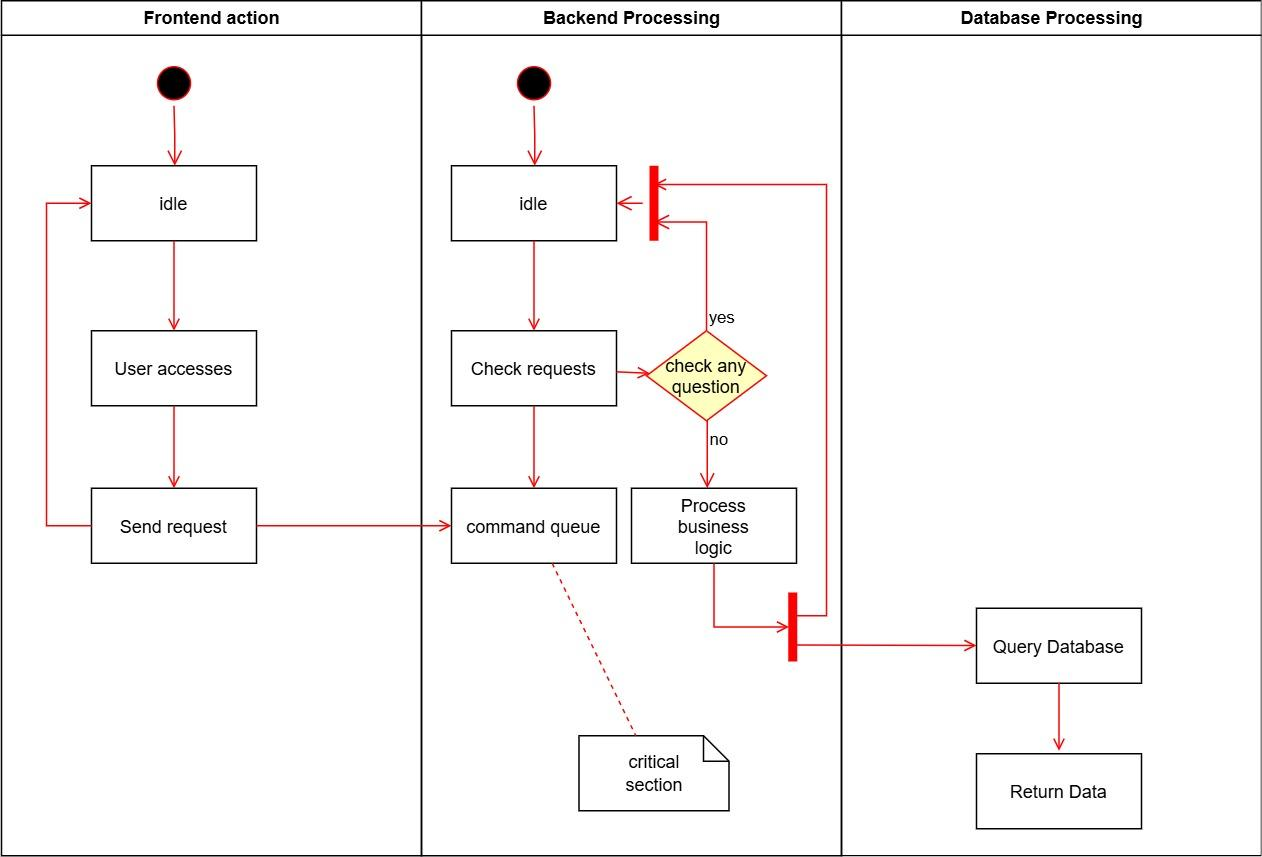 Frontend action
Backend Processing
Database Processing
idle
idle
yes
User accesses
Check requests
check any
question
no
Send request
command queue
Process
business
logic
Query Database
critical
section
Return Data